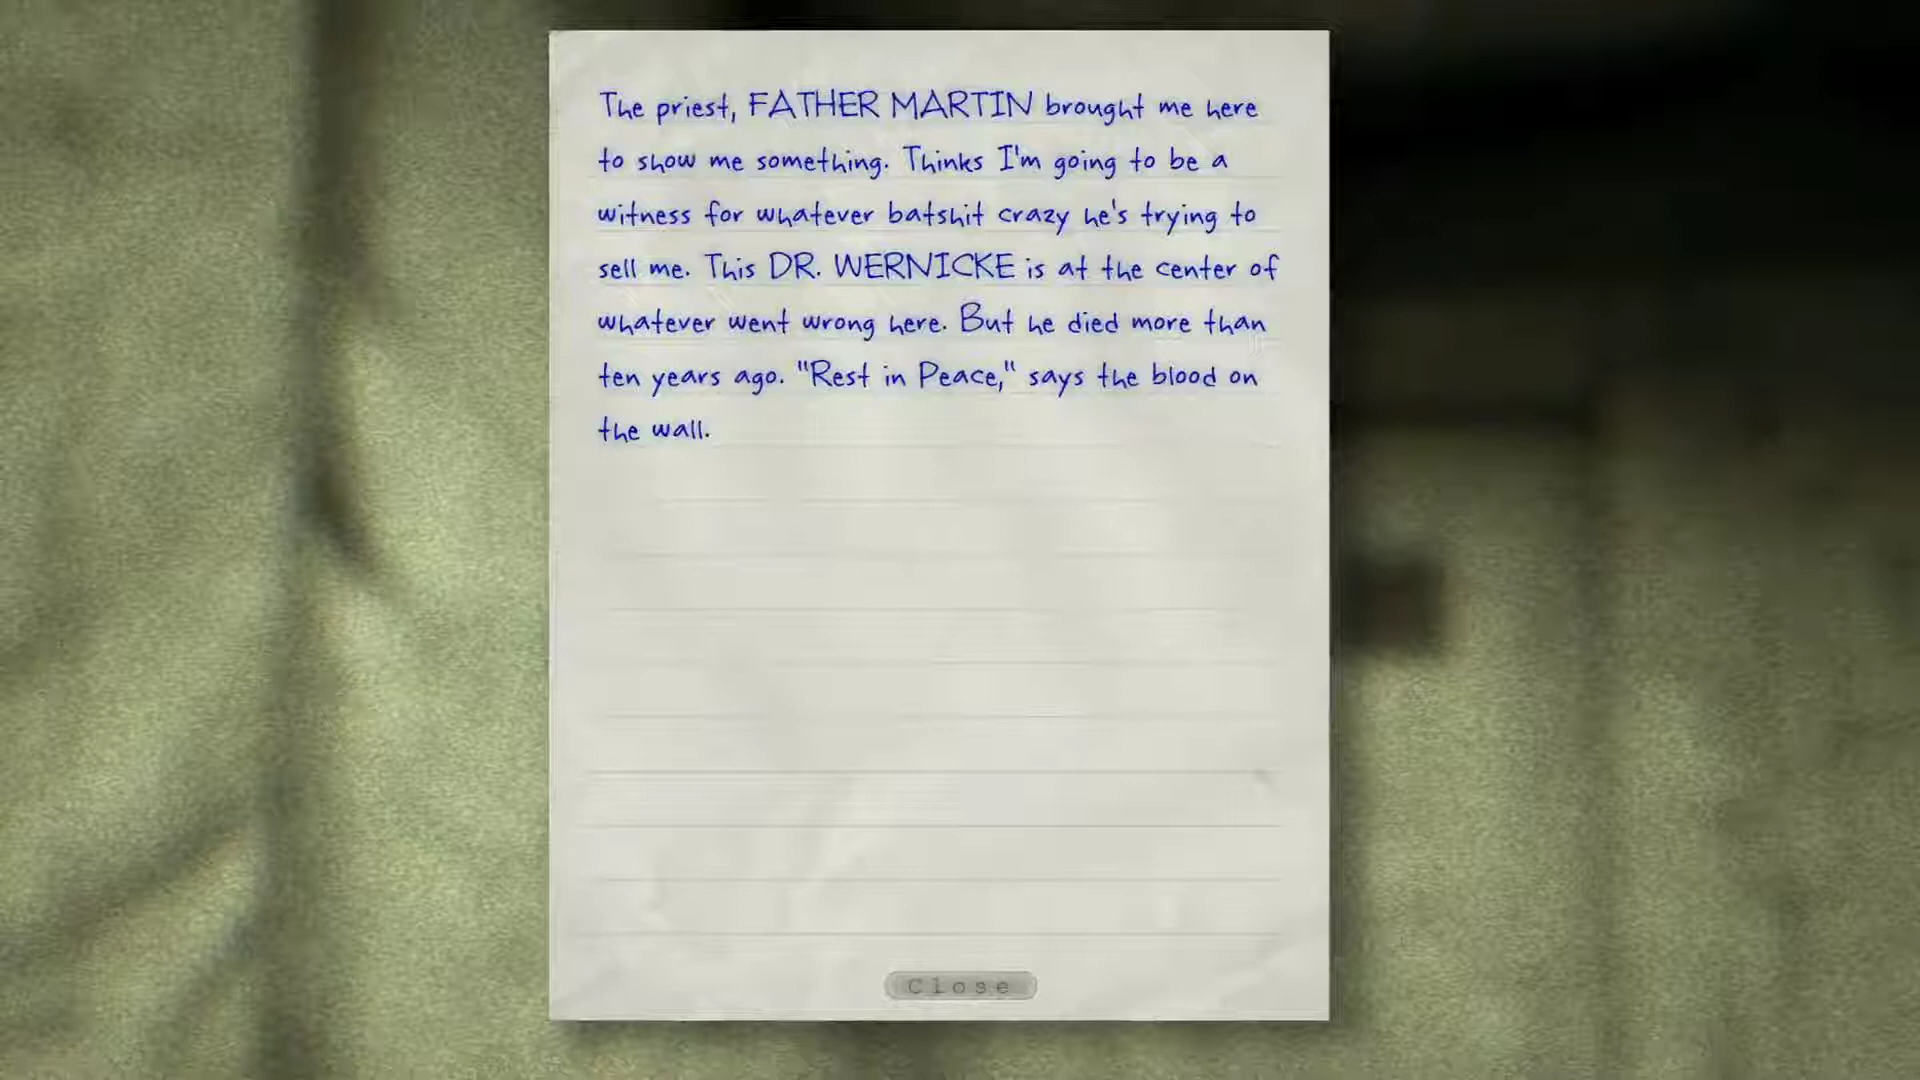 The priest, FATHER MARTIN brought me here
to show me something. Thinks I'm going to be a
witness for whatever batshit crazy he's trying to
sell me. This DR. WERNICKE is at the center of
whatever went wrong here. But he died more than
ten years ago. "Rest in Peace," says the blood on
the wall.
Close